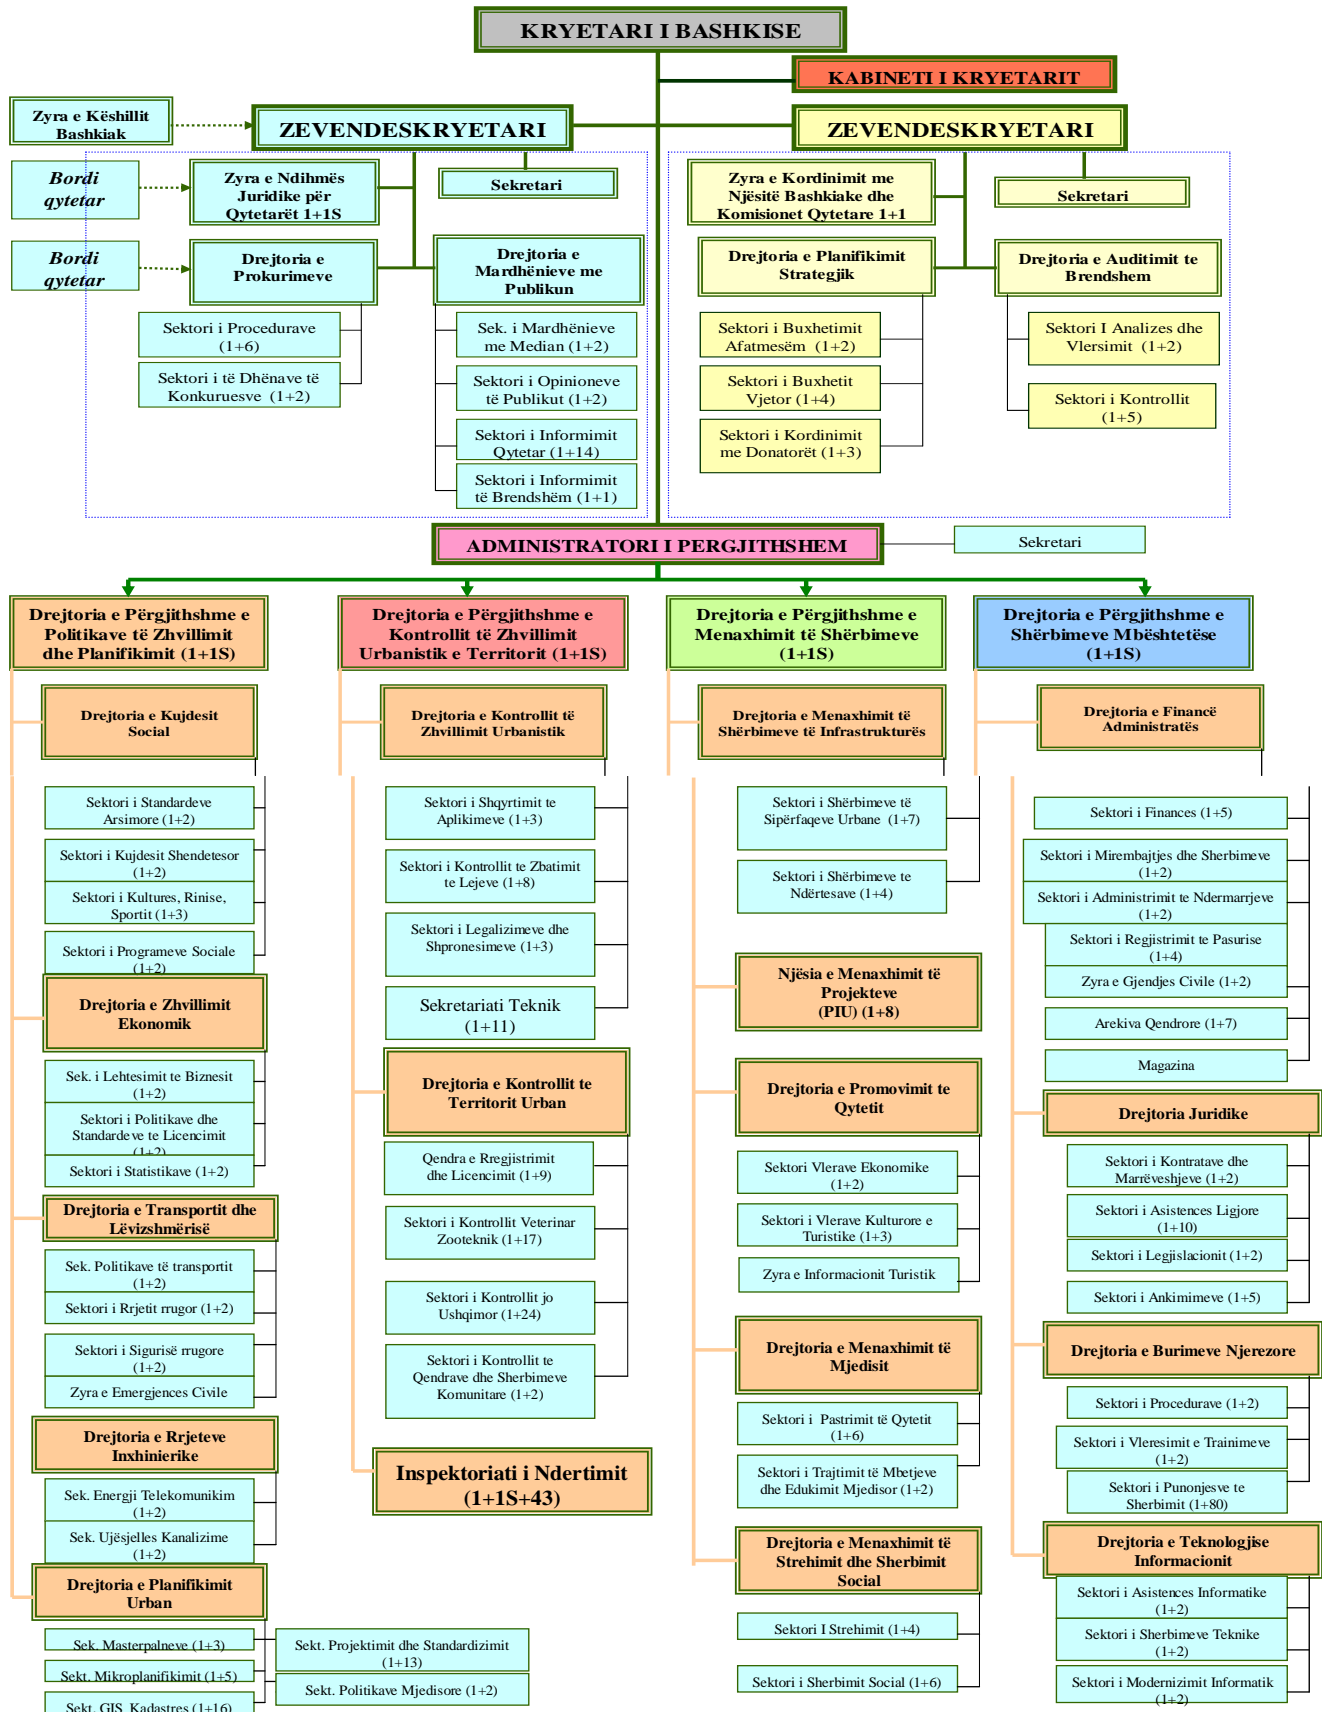 KRYETARI I BASHKISE
KABINETI I KRYETARIT
Zyra e Këshillit
Bashkiak
ZEVENDESKRYETARI
ZEVENDESKRYETARI
Bordi
qytetar
Zyra e Ndihmës
Juridike për
Qytetarët 1+1S
Sekretari
Zyra e Kordinimit me
Njësitë Bashkiake dhe
Komisionet Qytetare 1+1
Sekretari
Bordi
qytetar
Drejtoria e
Prokurimeve
Drejtoria e
Mardhënieve me
Publikun
Drejtoria e Planifikimit
Strategjik
Drejtoria e Auditimit te
Brendshem
Sektori i Procedurave
(1+6)
Sektori i të Dhënave të
Konkuruesve (1+2)
Sek. i Mardhënieve
me Median (1+2)
Sektori i Opinioneve
të Publikut (1+2)
Sektori i Informimit
Qytetar (1+14)
Sektori i Informimit
të Brendshëm (1+1)
Sektori i Buxhetimit
Afatmesëm (1+2)
Sektori i Buxhetit
Vjetor (1+4)
Sektori i Kordinimit
me Donatorët (1+3)
Sektori I Analizes dhe
Vlersimit (1+2)
Sektori i Kontrollit
(1+5)
ADMINISTRATORI I PERGJITHSHEM
Sekretari
Drejtoria e Përgjithshme e
Politikave të Zhvillimit
dhe Planifikimit (1+1S)
Drejtoria e Kujdesit
Social
Sektori i Standardeve
Arsimore (1+2)
Sektori i Kujdesit Shendetesor
(1+2)
Sektori i Kultures, Rinise,
Sportit (1+3)
Sektori i Programeve Sociale
(1+2)
Drejtoria e Zhvillimit
Ekonomik
Sek. i Lehtesimit te Biznesit
(1+2)
Sektori i Politikave dhe
Standardeve te Licencimit
(1+2)
Sektori i Statistikave (1+2)
Drejtoria e Transportit dhe
Lëvizshmërisë
Sek. Politikave të transportit
(1+2)
Sektori i Rrjetit rrugor (1+2)
Sektori i Sigurisë rrugore
(1+2)
Zyra e Emergjences Civile
Drejtoria e Rrjeteve
Inxhinierike
Sek. Energji Telekomunikim
(1+2)
Sek. Ujësjelles Kanalizime
(1+2)
Drejtoria e Planifikimit
Urban
Sek. Masterpalneve (1+3)
Sekt. Mikroplanifikimit (1+5)
Sekt. GIS, Kadastres (1+16)
Sekt. Projektimit dhe Standardizimit
(1+13)
Sekt. Politikave Mjedisore (1+2)
Drejtoria e Përgjithshme e
Kontrollit të Zhvillimit
Urbanistik e Territorit (1+1S)
Drejtoria e Kontrollit të
Zhvillimit Urbanistik
Sektori i Shqyrtimit te
Aplikimeve (1+3)
Sektori i Kontrollit te Zbatimit
te Lejeve (1+8)
Sektori i Legalizimeve dhe
Shpronesimeve (1+3)
Sekretariati Teknik
(1+11)
Drejtoria e Kontrollit te
Territorit Urban
Qendra e Rregjistrimit
dhe Licencimit (1+9)
Sektori i Kontrollit Veterinar
Zooteknik (1+17)
Sektori i Kontrollit jo
Ushqimor (1+24)
Sektori i Kontrollit te
Qendrave dhe Sherbimeve
Komunitare (1+2)
Inspektoriati i Ndertimit
(1+1S+43)
Drejtoria e Përgjithshme e
Menaxhimit të Shërbimeve
(1+1S)
Drejtoria e Menaxhimit të
Shërbimeve të Infrastrukturës
Sektori i Shërbimeve të
Sipërfaqeve Urbane (1+7)
Sektori i Shërbimeve te
Ndërtesave (1+4)
Njësia e Menaxhimit të
Projekteve
(PIU) (1+8)
Drejtoria e Promovimit te
Qytetit
Sektori Vlerave Ekonomike
(1+2)
Sektori i Vlerave Kulturore e
Turistike (1+3)
Zyra e Informacionit Turistik
Drejtoria e Menaxhimit të
Mjedisit
Sektori i Pastrimit të Qytetit
(1+6)
Sektori i Trajtimit të Mbetjeve
dhe Edukimit Mjedisor (1+2)
Drejtoria e Menaxhimit të
Strehimit dhe Sherbimit
Social
Sektori I Strehimit (1+4)
Sektori i Sherbimit Social (1+6)
Drejtoria e Përgjithshme e
Shërbimeve Mbështetëse
(1+1S)
Drejtoria e Financë
Administratës
Sektori i Finances (1+5)
Sektori i Mirembajtjes dhe Sherbimeve
(1+2)
Sektori i Administrimit te Ndermarrjeve
(1+2)
Sektori i Regjistrimit te Pasurise
(1+4)
Zyra e Gjendjes Civile (1+2)
Arekiva Qendrore (1+7)
Magazina
Drejtoria Juridike
Sektori i Kontratave dhe
Marrëveshjeve (1+2)
Sektori i Asistences Ligjore
(1+10)
Sektori i Legjislacionit (1+2)
Sektori i Ankimimeve (1+5)
Drejtoria e Burimeve Njerezore
Sektori i Procedurave (1+2)
Sektori i Vleresimit e Trainimeve
(1+2)
Sektori i Punonjesve te
Sherbimit (1+80)
Drejtoria e Teknologjise
Informacionit
Sektori i Asistences Informatike
(1+2)
Sektori i Sherbimeve Teknike
(1+2)
Sektori i Modernizimit Informatik
(1+2)